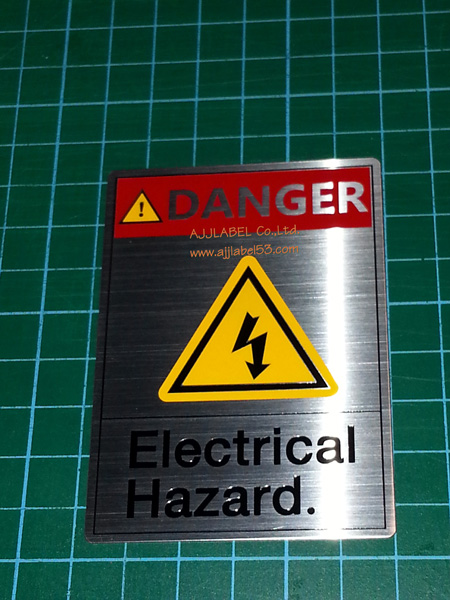 DANGER
AJJLABEL Co.,Ltd.
www.ajjlabel53.com
Electrical
Hazard.